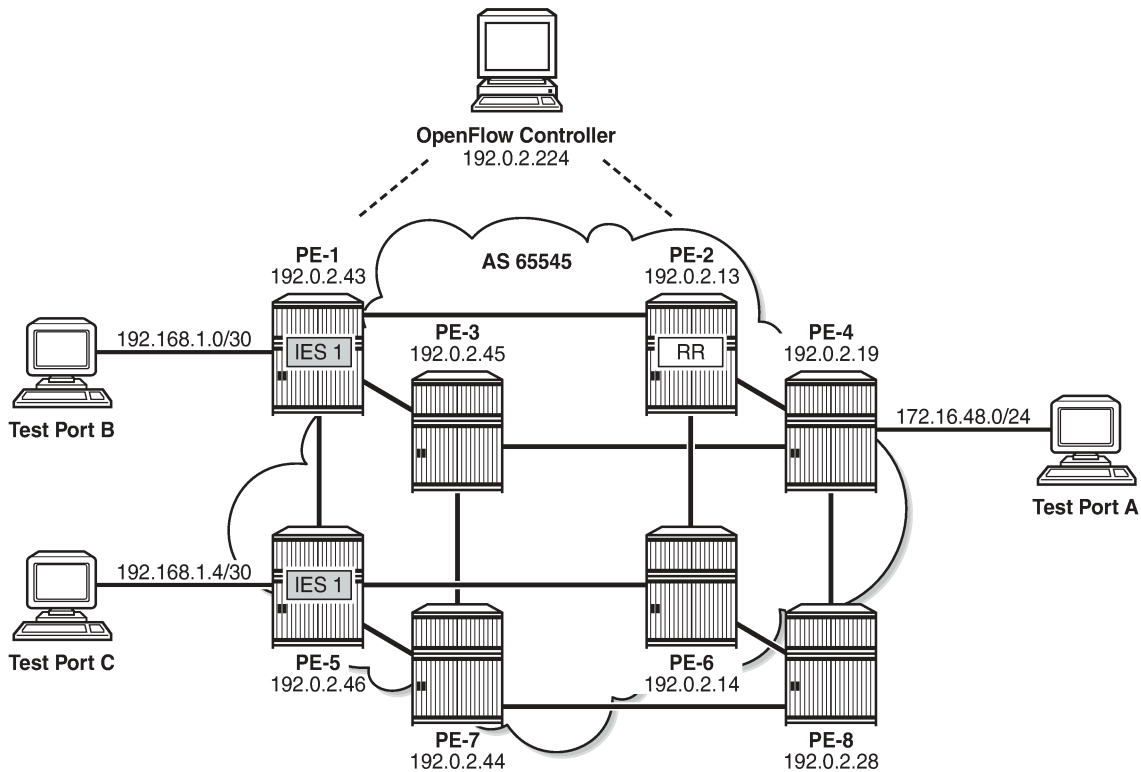 OpenFlow Controller
192.0.2.224
AS 65545
PE-1
192.0.2.43
PE-2
192.0.2.13
IES 1
PE-3
192.0.2.45
RR
PE-4
192.0.2.19
192.168.1.0/30
Test Port B
172.16.48.0/24
Test Port A
192.168.1.4/30
IES 1
Test Port C
PE-5
192.0.2.46
PE-6
192.0.2.14
PE-7
192.0.2.44
PE-8
192.0.2.28